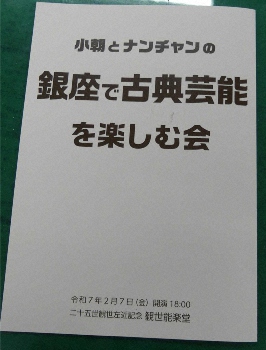 小朝とナンチャンの
銀座で古典芸能
を楽しむ会
令和7年2月7日(金)開演18:00
二十五世観世左近記念 観世能楽堂